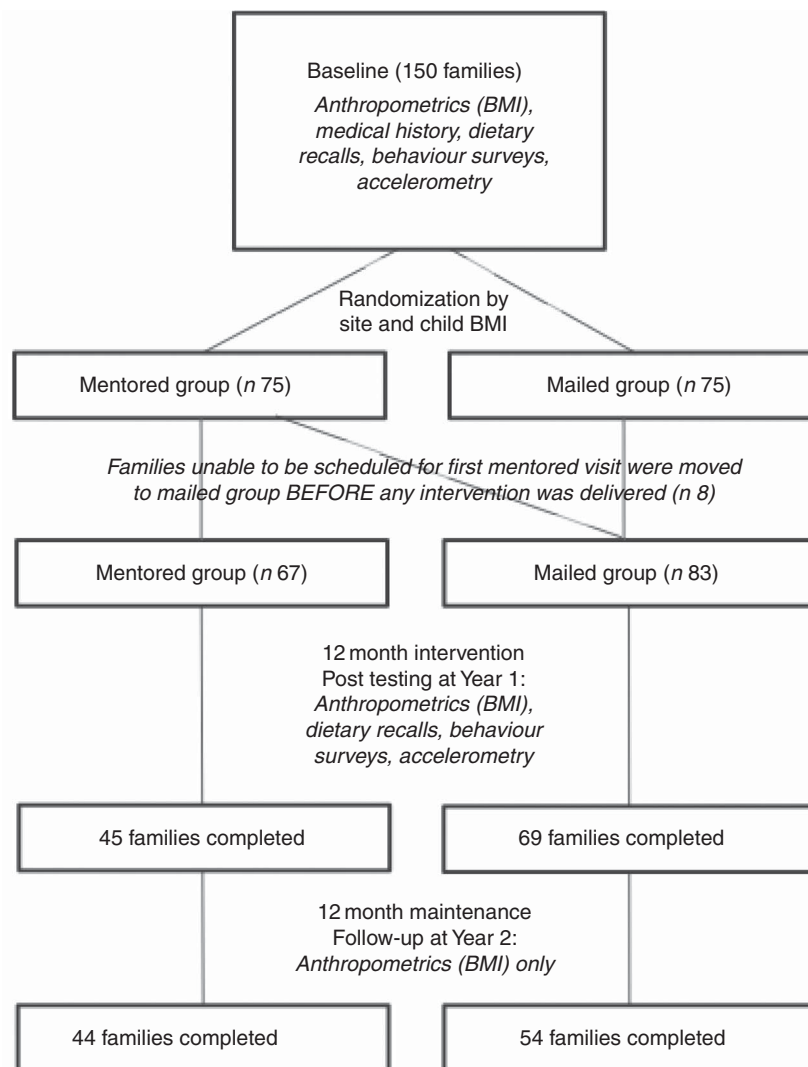 Baseline (150 families)
Anthropometrics (BMI),
medical history, dietary
recalls, behaviour surveys,
accelerometry
Randomization by
site and child BMI
Mentored group (n 75)
Mailed group (n 75)
Families unable to be scheduled for first mentored visit were moved
to mailed group BEFORE any intervention was delivered (n 8)
Mentored group (n 67)
Mailed group (n 83)
12 month intervention
Post testing at Year 1:
Anthropometrics (BMI),
dietary recalls, behaviour
surveys, accelerometry
45 families completed
69 families completed
12 month maintenance
Follow-up at Year 2:
Anthropometrics (BMI) only
44 families completed
54 families completed